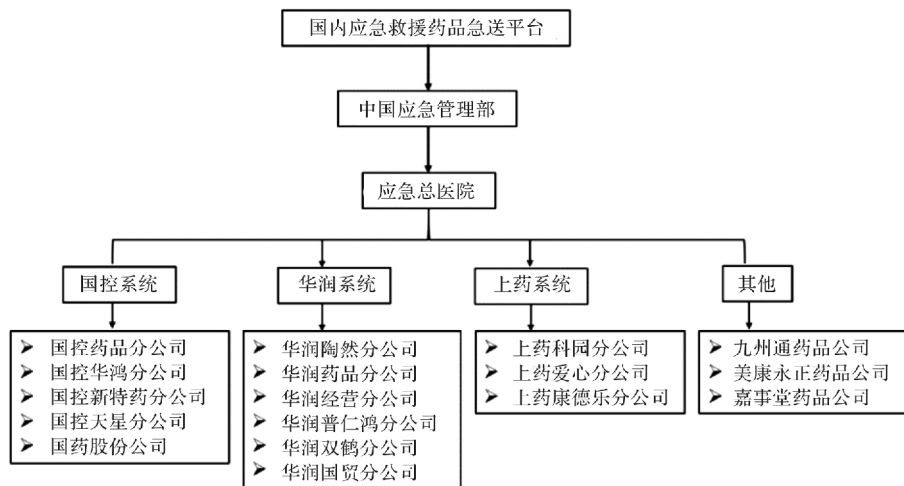 国内应急救援药品急送平台
中国应急管理部
应急总医院
国控系统
华润系统
上药系统
其他
国控药品分公司
国控华鸿分公司
国控新特药分公司
国控天星分公司
国药股份公司
华润陶然分公司
华润药品分公司
华润经营分公司
华润普仁鸿分公司
华润双鹤分公司
华润国贸分公司
上药科园分公司
上药爱心分公司
上药康德乐分公司
九州通药品公司
美康永正药品公司
嘉事堂药品公司